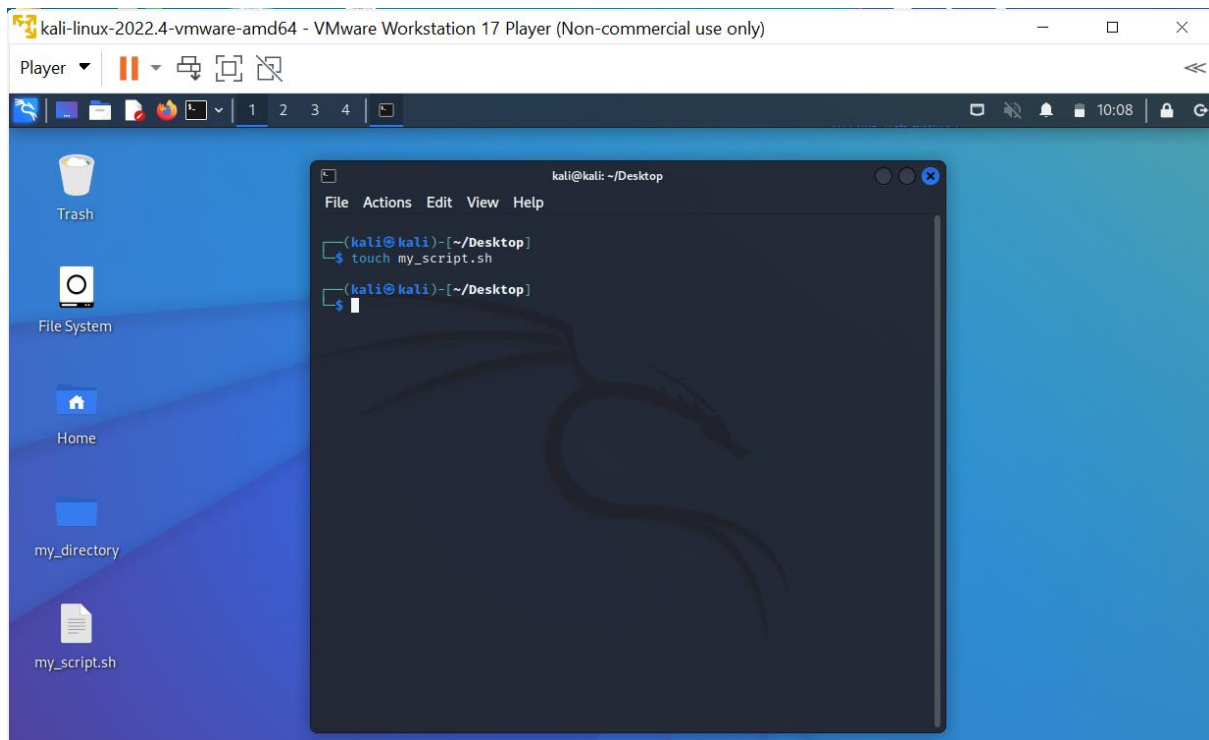 kali-linux-2022.4-vmware-amd64 - VMware Workstation 17 Player (Non-commercial use only)
Player
1 2 3 4
10:08
Trash
File System
Home
my_directory
my_script.sh
kali@kali: ~/Desktop
File Actions Edit View Help
┌──(kali㉿kali)-[~/Desktop]
└─$ touch my_script.sh
┌──(kali㉿kali)-[~/Desktop]
└─$